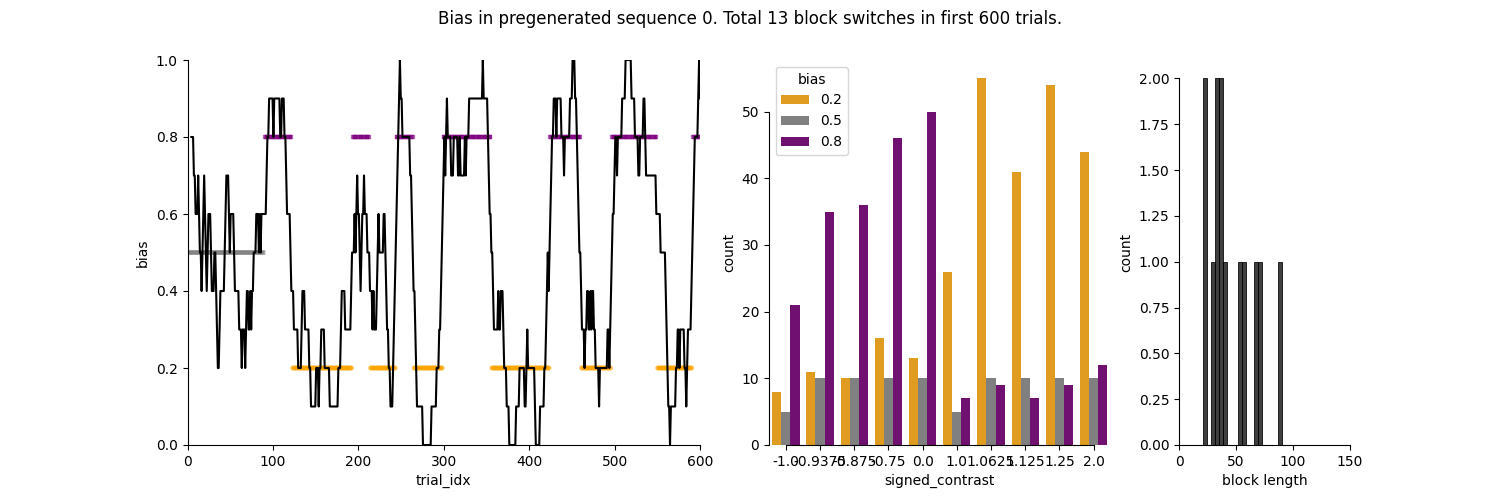 Bias in pregenerated sequence 0. Total 13 block switches in first 600 trials.
bias
1.0
0.8
0.6
0.4
0.2
0.0
0 100 200 300 400 500 600
trial_idx
count
50
40
30
20
10
0
bias
0.2
0.5
0.8
-1.0 -0.9375 -0.875 -0.75 0.0 1.0 1.0625 1.125 1.25 2.0
signed_contrast
count
2.00
1.75
1.50
1.25
1.00
0.75
0.50
0.25
0.00
0 50 100 150
block length